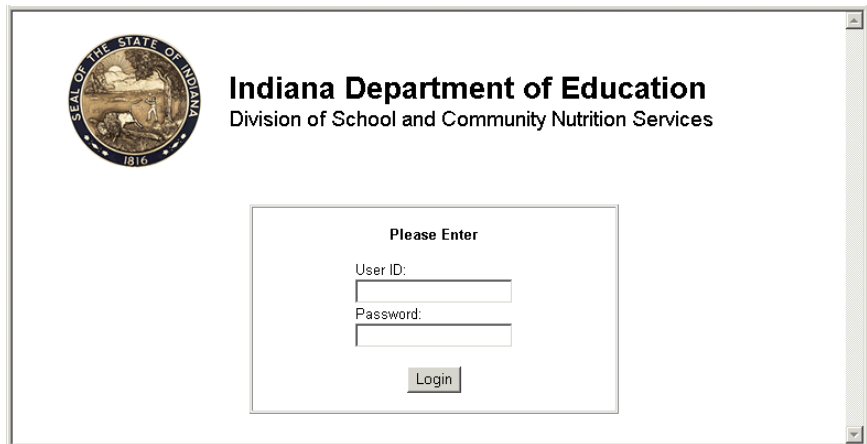 SEAL OF THE STATE OF INDIANA
1816
Indiana Department of Education
Division of School and Community Nutrition Services
Please Enter
User ID:
Password:
Login